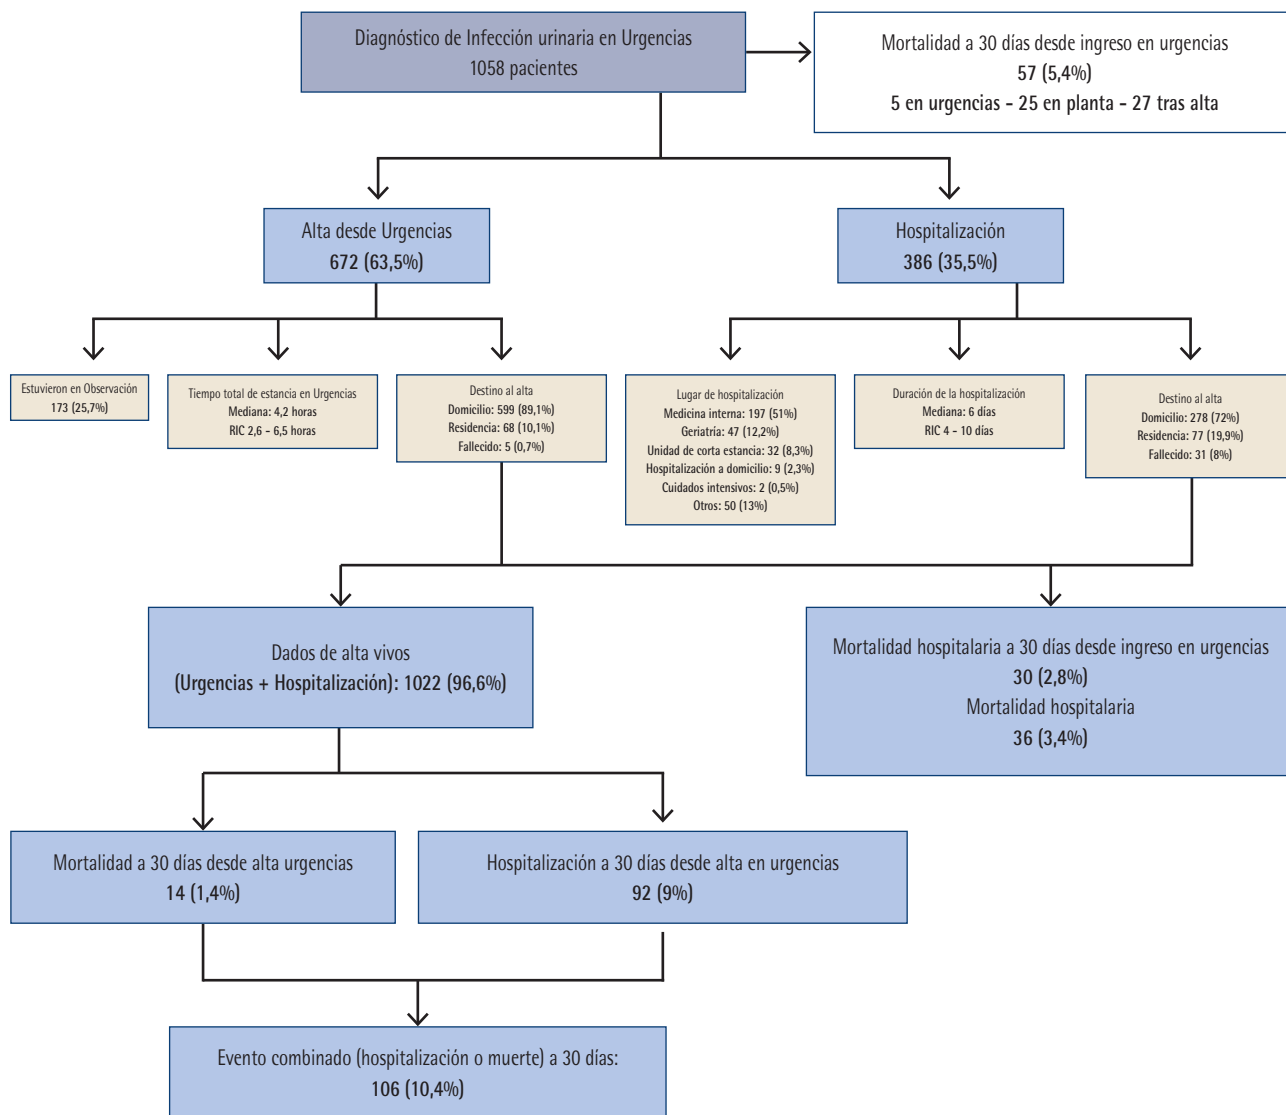 Diagnóstico de Infección urinaria en Urgencias
1058 pacientes
Mortalidad a 30 días desde ingreso en urgencias
57 (5,4%)
5 en urgencias - 25 en planta - 27 tras alta
Alta desde Urgencias
672 (63,5%)
Hospitalización
386 (35,5%)
Estuvieron en Observación
173 (25,7%)
Tiempo total de estancia en Urgencias
Mediana: 4,2 horas
RIC 2,6 - 6,5 horas
Destino al alta
Domicilio: 599 (89,1%)
Residencia: 68 (10,1%)
Fallecido: 5 (0,7%)
Lugar de hospitalización
Medicina interna: 197 (51%)
Geriatría: 47 (12,2%)
Unidad de corta estancia: 32 (8,3%)
Hospitalización a domicilio: 9 (2,3%)
Cuidados intensivos: 2 (0,5%)
Otros: 50 (13%)
Duración de la hospitalización
Mediana: 6 días
RIC 4 - 10 días
Destino al alta
Domicilio: 278 (72%)
Residencia: 77 (19,9%)
Fallecido: 31 (8%)
Dados de alta vivos
(Urgencias + Hospitalización): 1022 (96,6%)
Mortalidad hospitalaria a 30 días desde ingreso en urgencias
30 (2,8%)
Mortalidad hospitalaria
36 (3,4%)
Mortalidad a 30 días desde alta urgencias
14 (1,4%)
Hospitalización a 30 días desde alta en urgencias
92 (9%)
Evento combinado (hospitalización o muerte) a 30 días:
106 (10,4%)